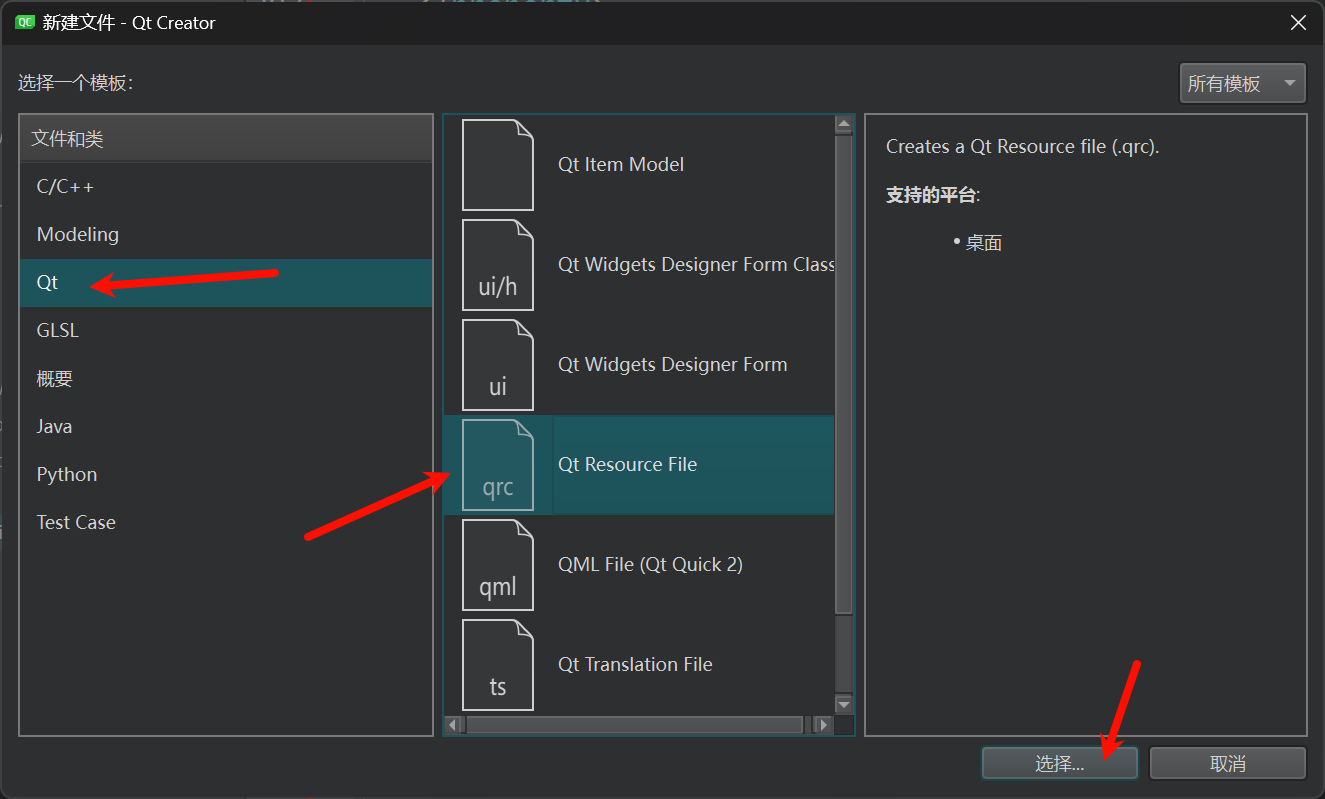 QC 新建文件 - Qt Creator
选择一个模板:
所有模板
文件和类
C/C++
Modeling
Qt
GLSL
概要
Java
Python
Test Case
Qt Item Model
ui/h
Qt Widgets Designer Form Class
ui
Qt Widgets Designer Form
qrc
Qt Resource File
qml
QML File (Qt Quick 2)
ts
Qt Translation File
Creates a Qt Resource file (.qrc).
支持的平台:
• 桌面
选择...
取消